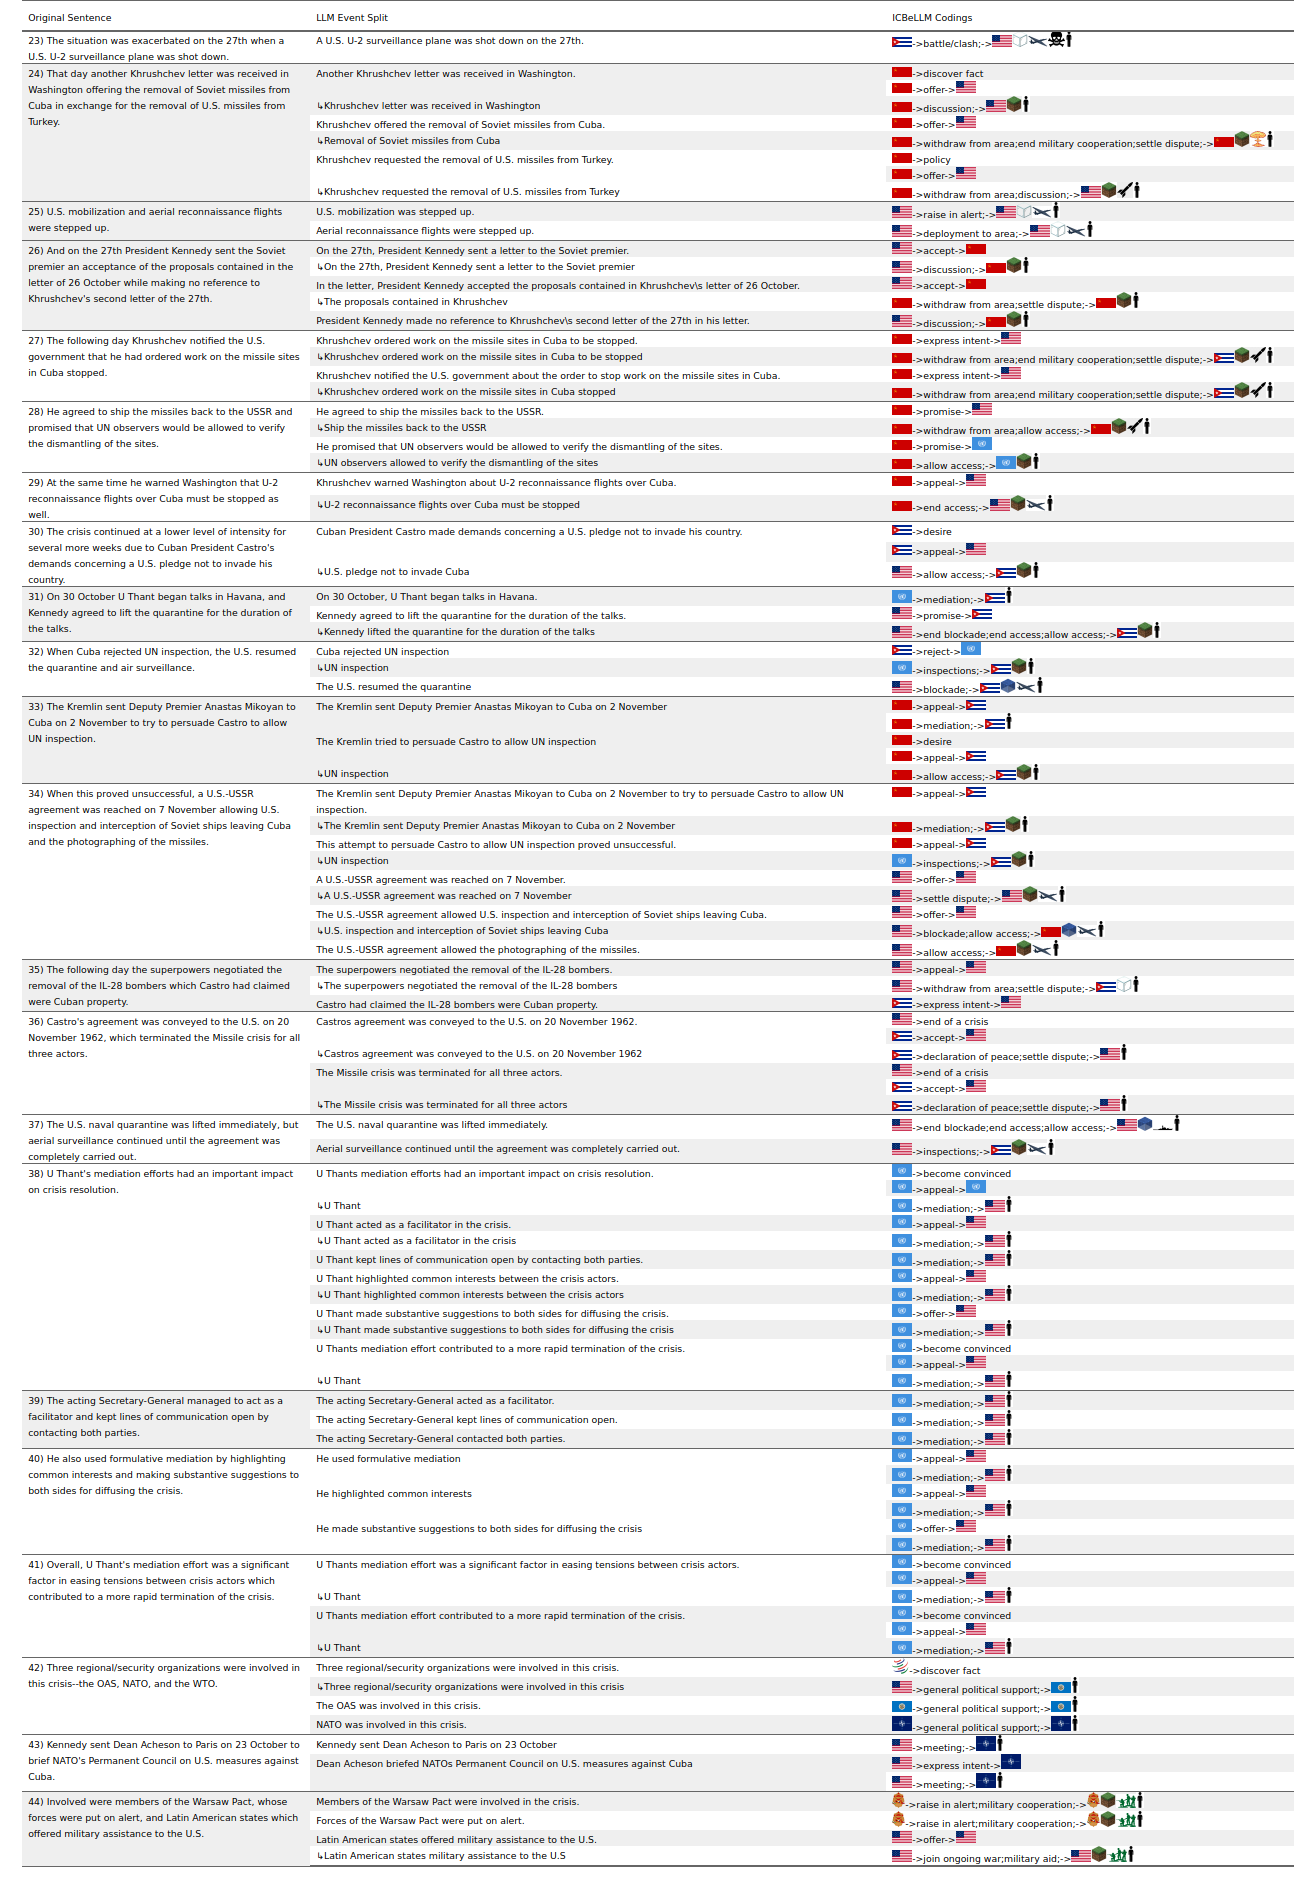 Original Sentence LLM Event Split ICBeLLM Codings
23) The situation was exacerbated on the 27th when a A U.S. U-2 surveillance plane was shot down on the 27th. ->battle/clash;->
U.S. U-2 surveillance plane was shot down.
24) That day another Khrushchev letter was received in Another Khrushchev letter was received in Washington. ->discover fact
Washington offering the removal of Soviet missiles from ->offer->
Cuba in exchange for the removal of U.S. missiles from ↳Khrushchev letter was received in Washington ->discussion;->
Turkey. Khrushchev offered the removal of Soviet missiles from Cuba. ->offer->
↳Removal of Soviet missiles from Cuba ->withdraw from area;end military cooperation;settle dispute;->
Khrushchev requested the removal of U.S. missiles from Turkey. ->policy
->offer->
↳Khrushchev requested the removal of U.S. missiles from Turkey ->withdraw from area;discussion;->
25) U.S. mobilization and aerial reconnaissance flights U.S. mobilization was stepped up. ->raise in alert;->
were stepped up. Aerial reconnaissance flights were stepped up. ->deployment to area;->
26) And on the 27th President Kennedy sent the Soviet On the 27th, President Kennedy sent a letter to the Soviet premier. ->accept->
premier an acceptance of the proposals contained in the ↳On the 27th, President Kennedy sent a letter to the Soviet premier ->discussion;->
letter of 26 October while making no reference to In the letter, President Kennedy accepted the proposals contained in Khrushchev\s letter of 26 October. ->accept->
Khrushchev's second letter of the 27th. ↳The proposals contained in Khrushchev ->withdraw from area;settle dispute;->
President Kennedy made no reference to Khrushchev\s second letter of the 27th in his letter. ->discussion;->
27) The following day Khrushchev notified the U.S. Khrushchev ordered work on the missile sites in Cuba to be stopped. ->express intent->
government that he had ordered work on the missile sites ↳Khrushchev ordered work on the missile sites in Cuba to be stopped ->withdraw from area;end military cooperation;settle dispute;->
in Cuba stopped. Khrushchev notified the U.S. government about the order to stop work on the missile sites in Cuba. ->express intent->
↳Khrushchev ordered work on the missile sites in Cuba stopped ->withdraw from area;end military cooperation;settle dispute;->
28) He agreed to ship the missiles back to the USSR and He agreed to ship the missiles back to the USSR. ->promise->
promised that UN observers would be allowed to verify ↳Ship the missiles back to the USSR ->withdraw from area;allow access;->
the dismantling of the sites. He promised that UN observers would be allowed to verify the dismantling of the sites. ->promise->
↳UN observers allowed to verify the dismantling of the sites ->allow access;->
29) At the same time he warned Washington that U-2 Khrushchev warned Washington about U-2 reconnaissance flights over Cuba. ->appeal->
reconnaissance flights over Cuba must be stopped as ↳U-2 reconnaissance flights over Cuba must be stopped ->end access;->
well.
30) The crisis continued at a lower level of intensity for Cuban President Castro made demands concerning a U.S. pledge not to invade his country. ->desire
several more weeks due to Cuban President Castro's ->appeal->
demands concerning a U.S. pledge not to invade his ↳U.S. pledge not to invade Cuba ->allow access;->
country.
31) On 30 October U Thant began talks in Havana, and On 30 October, U Thant began talks in Havana. ->mediation;->
Kennedy agreed to lift the quarantine for the duration of Kennedy agreed to lift the quarantine for the duration of the talks. ->promise->
the talks. ↳Kennedy lifted the quarantine for the duration of the talks ->end blockade;end access;allow access;->
32) When Cuba rejected UN inspection, the U.S. resumed Cuba rejected UN inspection ->reject->
the quarantine and air surveillance. ↳UN inspection ->inspections;->
The U.S. resumed the quarantine ->blockade;->
33) The Kremlin sent Deputy Premier Anastas Mikoyan to The Kremlin sent Deputy Premier Anastas Mikoyan to Cuba on 2 November ->appeal->
Cuba on 2 November to try to persuade Castro to allow ->mediation;->
UN inspection. The Kremlin tried to persuade Castro to allow UN inspection ->desire
->appeal->
↳UN inspection ->allow access;->
34) When this proved unsuccessful, a U.S.-USSR The Kremlin sent Deputy Premier Anastas Mikoyan to Cuba on 2 November to try to persuade Castro to allow UN ->appeal->
agreement was reached on 7 November allowing U.S. inspection.
inspection and interception of Soviet ships leaving Cuba ↳The Kremlin sent Deputy Premier Anastas Mikoyan to Cuba on 2 November ->mediation;->
and the photographing of the missiles. This attempt to persuade Castro to allow UN inspection proved unsuccessful. ->appeal->
↳UN inspection ->inspections;->
A U.S.-USSR agreement was reached on 7 November. ->offer->
↳A U.S.-USSR agreement was reached on 7 November ->settle dispute;->
The U.S.-USSR agreement allowed U.S. inspection and interception of Soviet ships leaving Cuba. ->offer->
↳U.S. inspection and interception of Soviet ships leaving Cuba ->blockade;allow access;->
The U.S.-USSR agreement allowed the photographing of the missiles. ->allow access;->
35) The following day the superpowers negotiated the The superpowers negotiated the removal of the IL-28 bombers. ->appeal->
removal of the IL-28 bombers which Castro had claimed ↳The superpowers negotiated the removal of the IL-28 bombers ->withdraw from area;settle dispute;->
were Cuban property. Castro had claimed the IL-28 bombers were Cuban property. ->express intent->
36) Castro's agreement was conveyed to the U.S. on 20 Castros agreement was conveyed to the U.S. on 20 November 1962. ->end of a crisis
November 1962, which terminated the Missile crisis for all ->accept->
three actors. ↳Castros agreement was conveyed to the U.S. on 20 November 1962 ->declaration of peace;settle dispute;->
The Missile crisis was terminated for all three actors. ->end of a crisis
->accept->
↳The Missile crisis was terminated for all three actors ->declaration of peace;settle dispute;->
37) The U.S. naval quarantine was lifted immediately, but The U.S. naval quarantine was lifted immediately. ->end blockade;end access;allow access;->
aerial surveillance continued until the agreement was Aerial surveillance continued until the agreement was completely carried out. ->inspections;->
completely carried out.
38) U Thant's mediation efforts had an important impact U Thants mediation efforts had an important impact on crisis resolution. ->become convinced
on crisis resolution. ->appeal->
↳U Thant ->mediation;->
U Thant acted as a facilitator in the crisis. ->appeal->
↳U Thant acted as a facilitator in the crisis ->mediation;->
U Thant kept lines of communication open by contacting both parties. ->mediation;->
U Thant highlighted common interests between the crisis actors. ->appeal->
↳U Thant highlighted common interests between the crisis actors ->mediation;->
U Thant made substantive suggestions to both sides for diffusing the crisis. ->offer->
↳U Thant made substantive suggestions to both sides for diffusing the crisis ->mediation;->
U Thants mediation effort contributed to a more rapid termination of the crisis. ->become convinced
->appeal->
↳U Thant ->mediation;->
39) The acting Secretary-General managed to act as a The acting Secretary-General acted as a facilitator. ->mediation;->
facilitator and kept lines of communication open by The acting Secretary-General kept lines of communication open. ->mediation;->
contacting both parties. The acting Secretary-General contacted both parties. ->mediation;->
40) He also used formulative mediation by highlighting He used formulative mediation ->appeal->
common interests and making substantive suggestions to ->mediation;->
both sides for diffusing the crisis. He highlighted common interests ->appeal->
->mediation;->
He made substantive suggestions to both sides for diffusing the crisis ->offer->
->mediation;->
41) Overall, U Thant's mediation effort was a significant U Thants mediation effort was a significant factor in easing tensions between crisis actors. ->become convinced
factor in easing tensions between crisis actors which ->appeal->
contributed to a more rapid termination of the crisis. ↳U Thant ->mediation;->
U Thants mediation effort contributed to a more rapid termination of the crisis. ->become convinced
->appeal->
↳U Thant ->mediation;->
42) Three regional/security organizations were involved in Three regional/security organizations were involved in this crisis. ->discover fact
this crisis--the OAS, NATO, and the WTO. ↳Three regional/security organizations were involved in this crisis ->general political support;->
The OAS was involved in this crisis. ->general political support;->
NATO was involved in this crisis. ->general political support;->
43) Kennedy sent Dean Acheson to Paris on 23 October to Kennedy sent Dean Acheson to Paris on 23 October ->meeting;->
brief NATO's Permanent Council on U.S. measures against Dean Acheson briefed NATOs Permanent Council on U.S. measures against Cuba ->express intent->
Cuba. ->meeting;->
44) Involved were members of the Warsaw Pact, whose Members of the Warsaw Pact were involved in the crisis. ->raise in alert;military cooperation;->
forces were put on alert, and Latin American states which Forces of the Warsaw Pact were put on alert. ->raise in alert;military cooperation;->
offered military assistance to the U.S. Latin American states offered military assistance to the U.S. ->offer->
↳Latin American states military assistance to the U.S ->join ongoing war;military aid;->